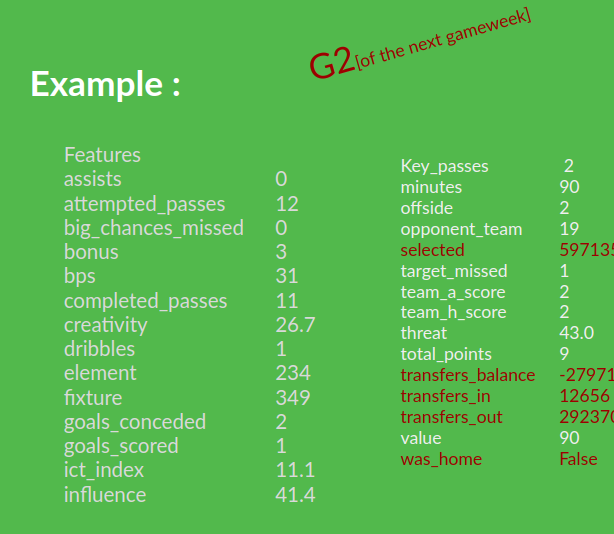 G2[of the next gameweek]
Example :
Features
assists 0
attempted_passes 12
big_chances_missed 0
bonus 3
bps 31
completed_passes 11
creativity 26.7
dribbles 1
element 234
fixture 349
goals_conceded 2
goals_scored 1
ict_index 11.1
influence 41.4
Key_passes 2
minutes 90
offside 2
opponent_team 19
selected 597135
target_missed 1
team_a_score 2
team_h_score 2
threat 43.0
total_points 9
transfers_balance -27971
transfers_in 12656
transfers_out 292370
value 90
was_home False